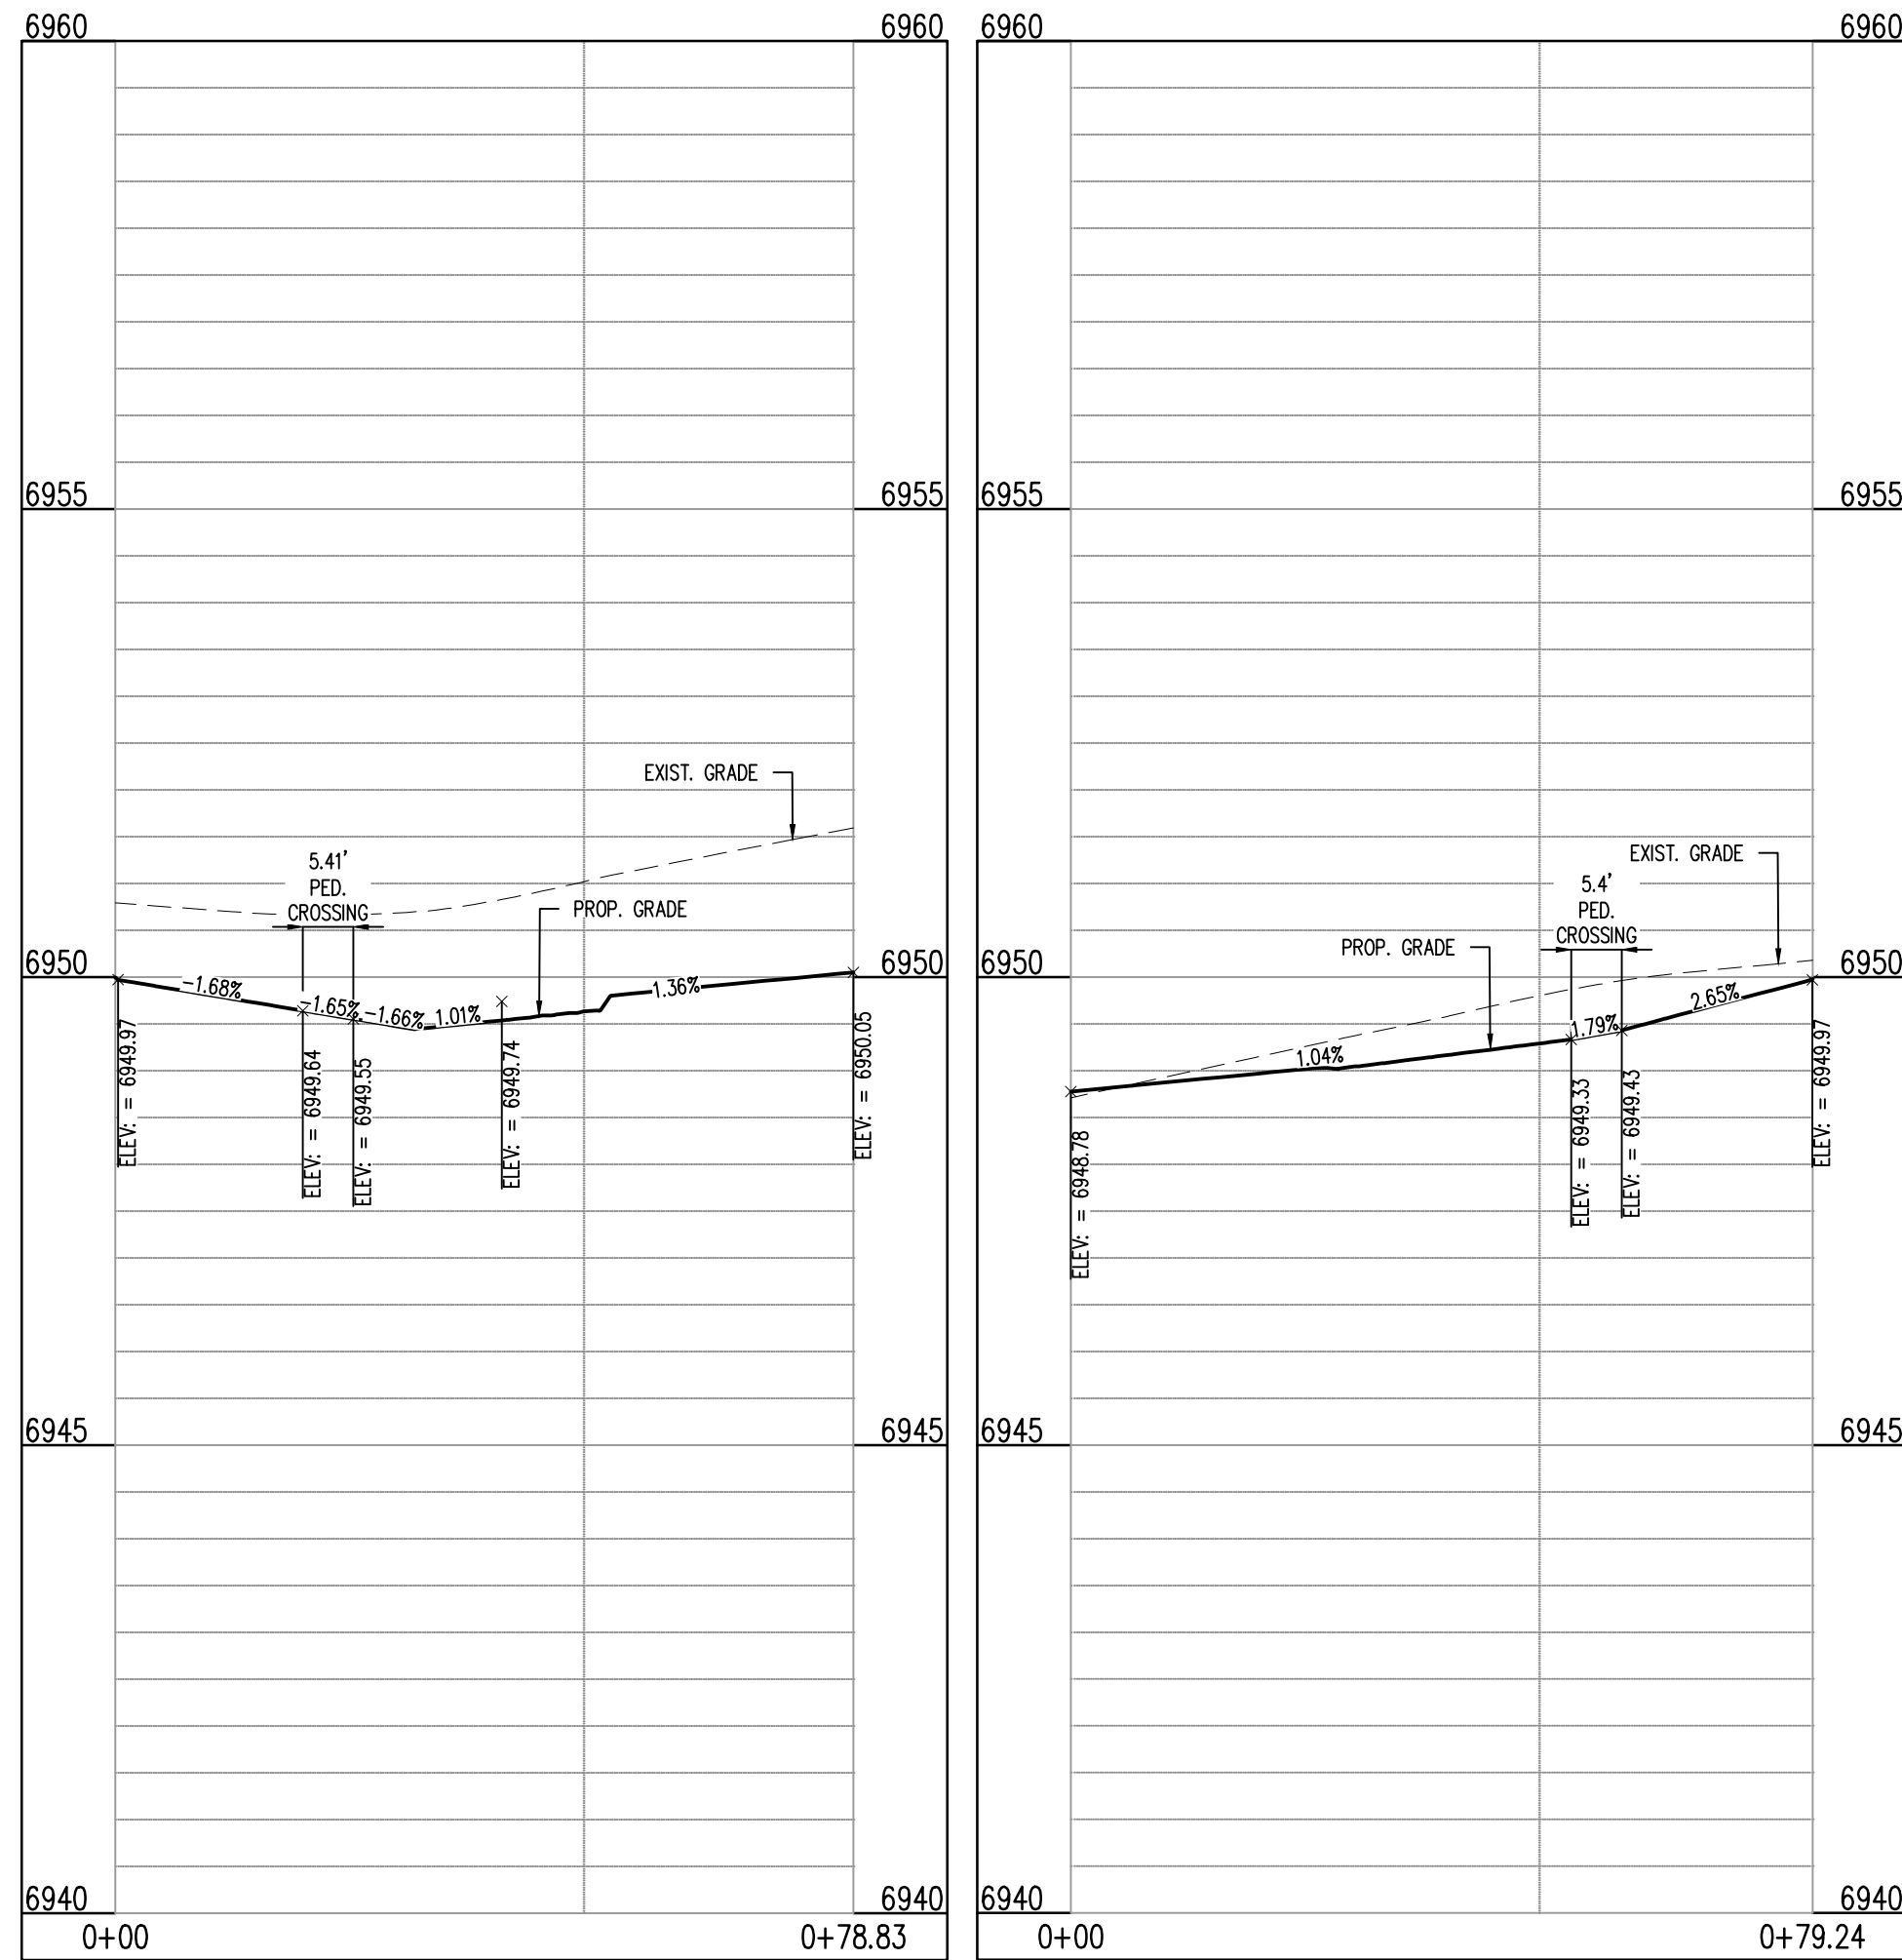 6960
6960
6955
6955
EXIST. GRADE
5.41'
PED.
CROSSING
PROP. GRADE
6950
6950
-1.68%
-1.65%
-1.66%
1.01%
1.36%
ELEV: = 6949.97
ELEV: = 6949.64
ELEV: = 6949.55
ELEV: = 6949.74
ELEV: = 6950.05
6945
6945
6940
6940
0+00
0+78.83
6960
6960
6955
6955
EXIST. GRADE
5.4'
PED.
CROSSING
PROP. GRADE
6950
6950
1.04%
1.79%
2.65%
ELEV: = 6948.78
ELEV: = 6949.33
ELEV: = 6949.43
ELEV: = 6949.97
6945
6945
6940
6940
0+00
0+79.24